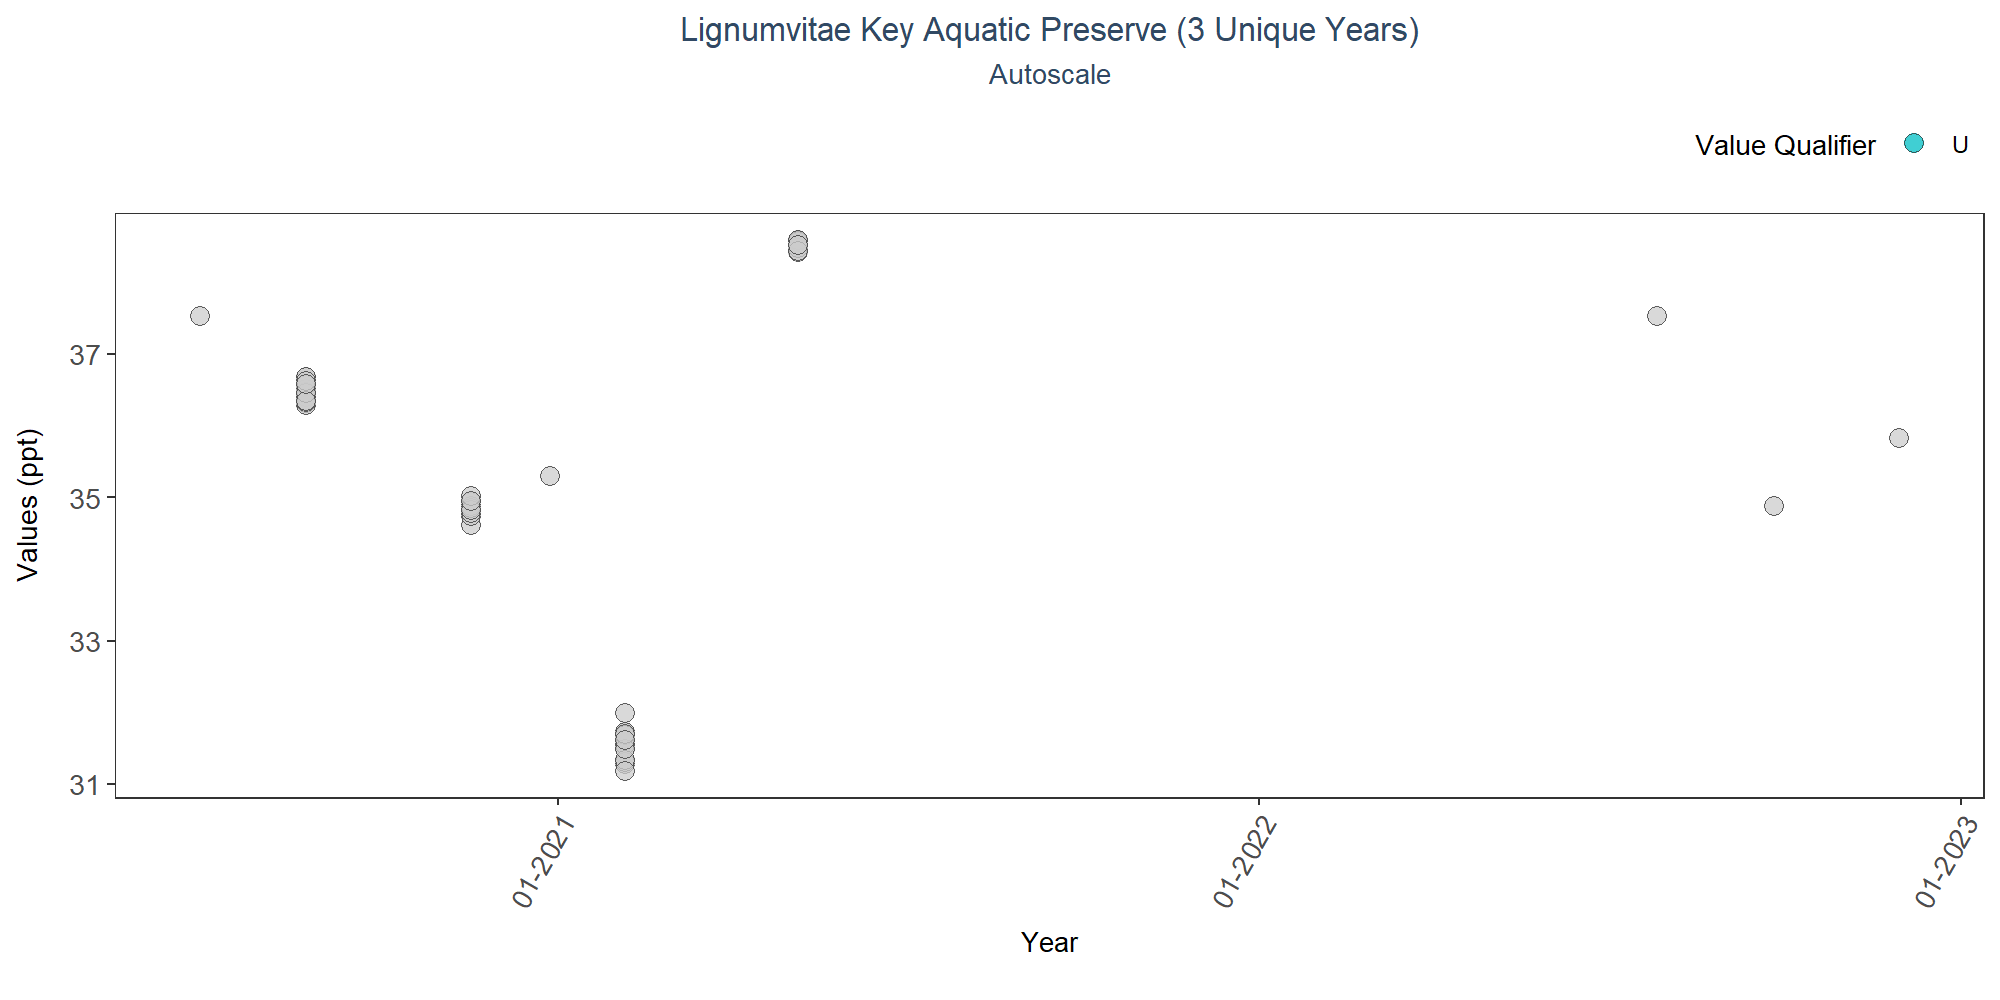 Lignumvitae Key Aquatic Preserve (3 Unique Years)
Autoscale
Value Qualifier U
Values (ppt)
37
35
33
31
01-2021
01-2022
01-2023
Year